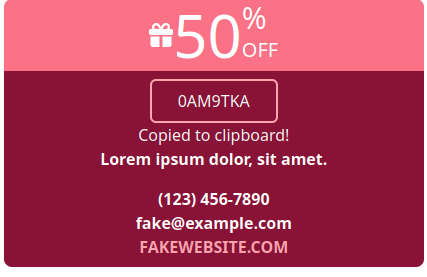 50% OFF
0AM9TKA
Copied to clipboard!
Lorem ipsum dolor, sit amet.
(123) 456-7890
fake@example.com
FAKEWEBSITE.COM